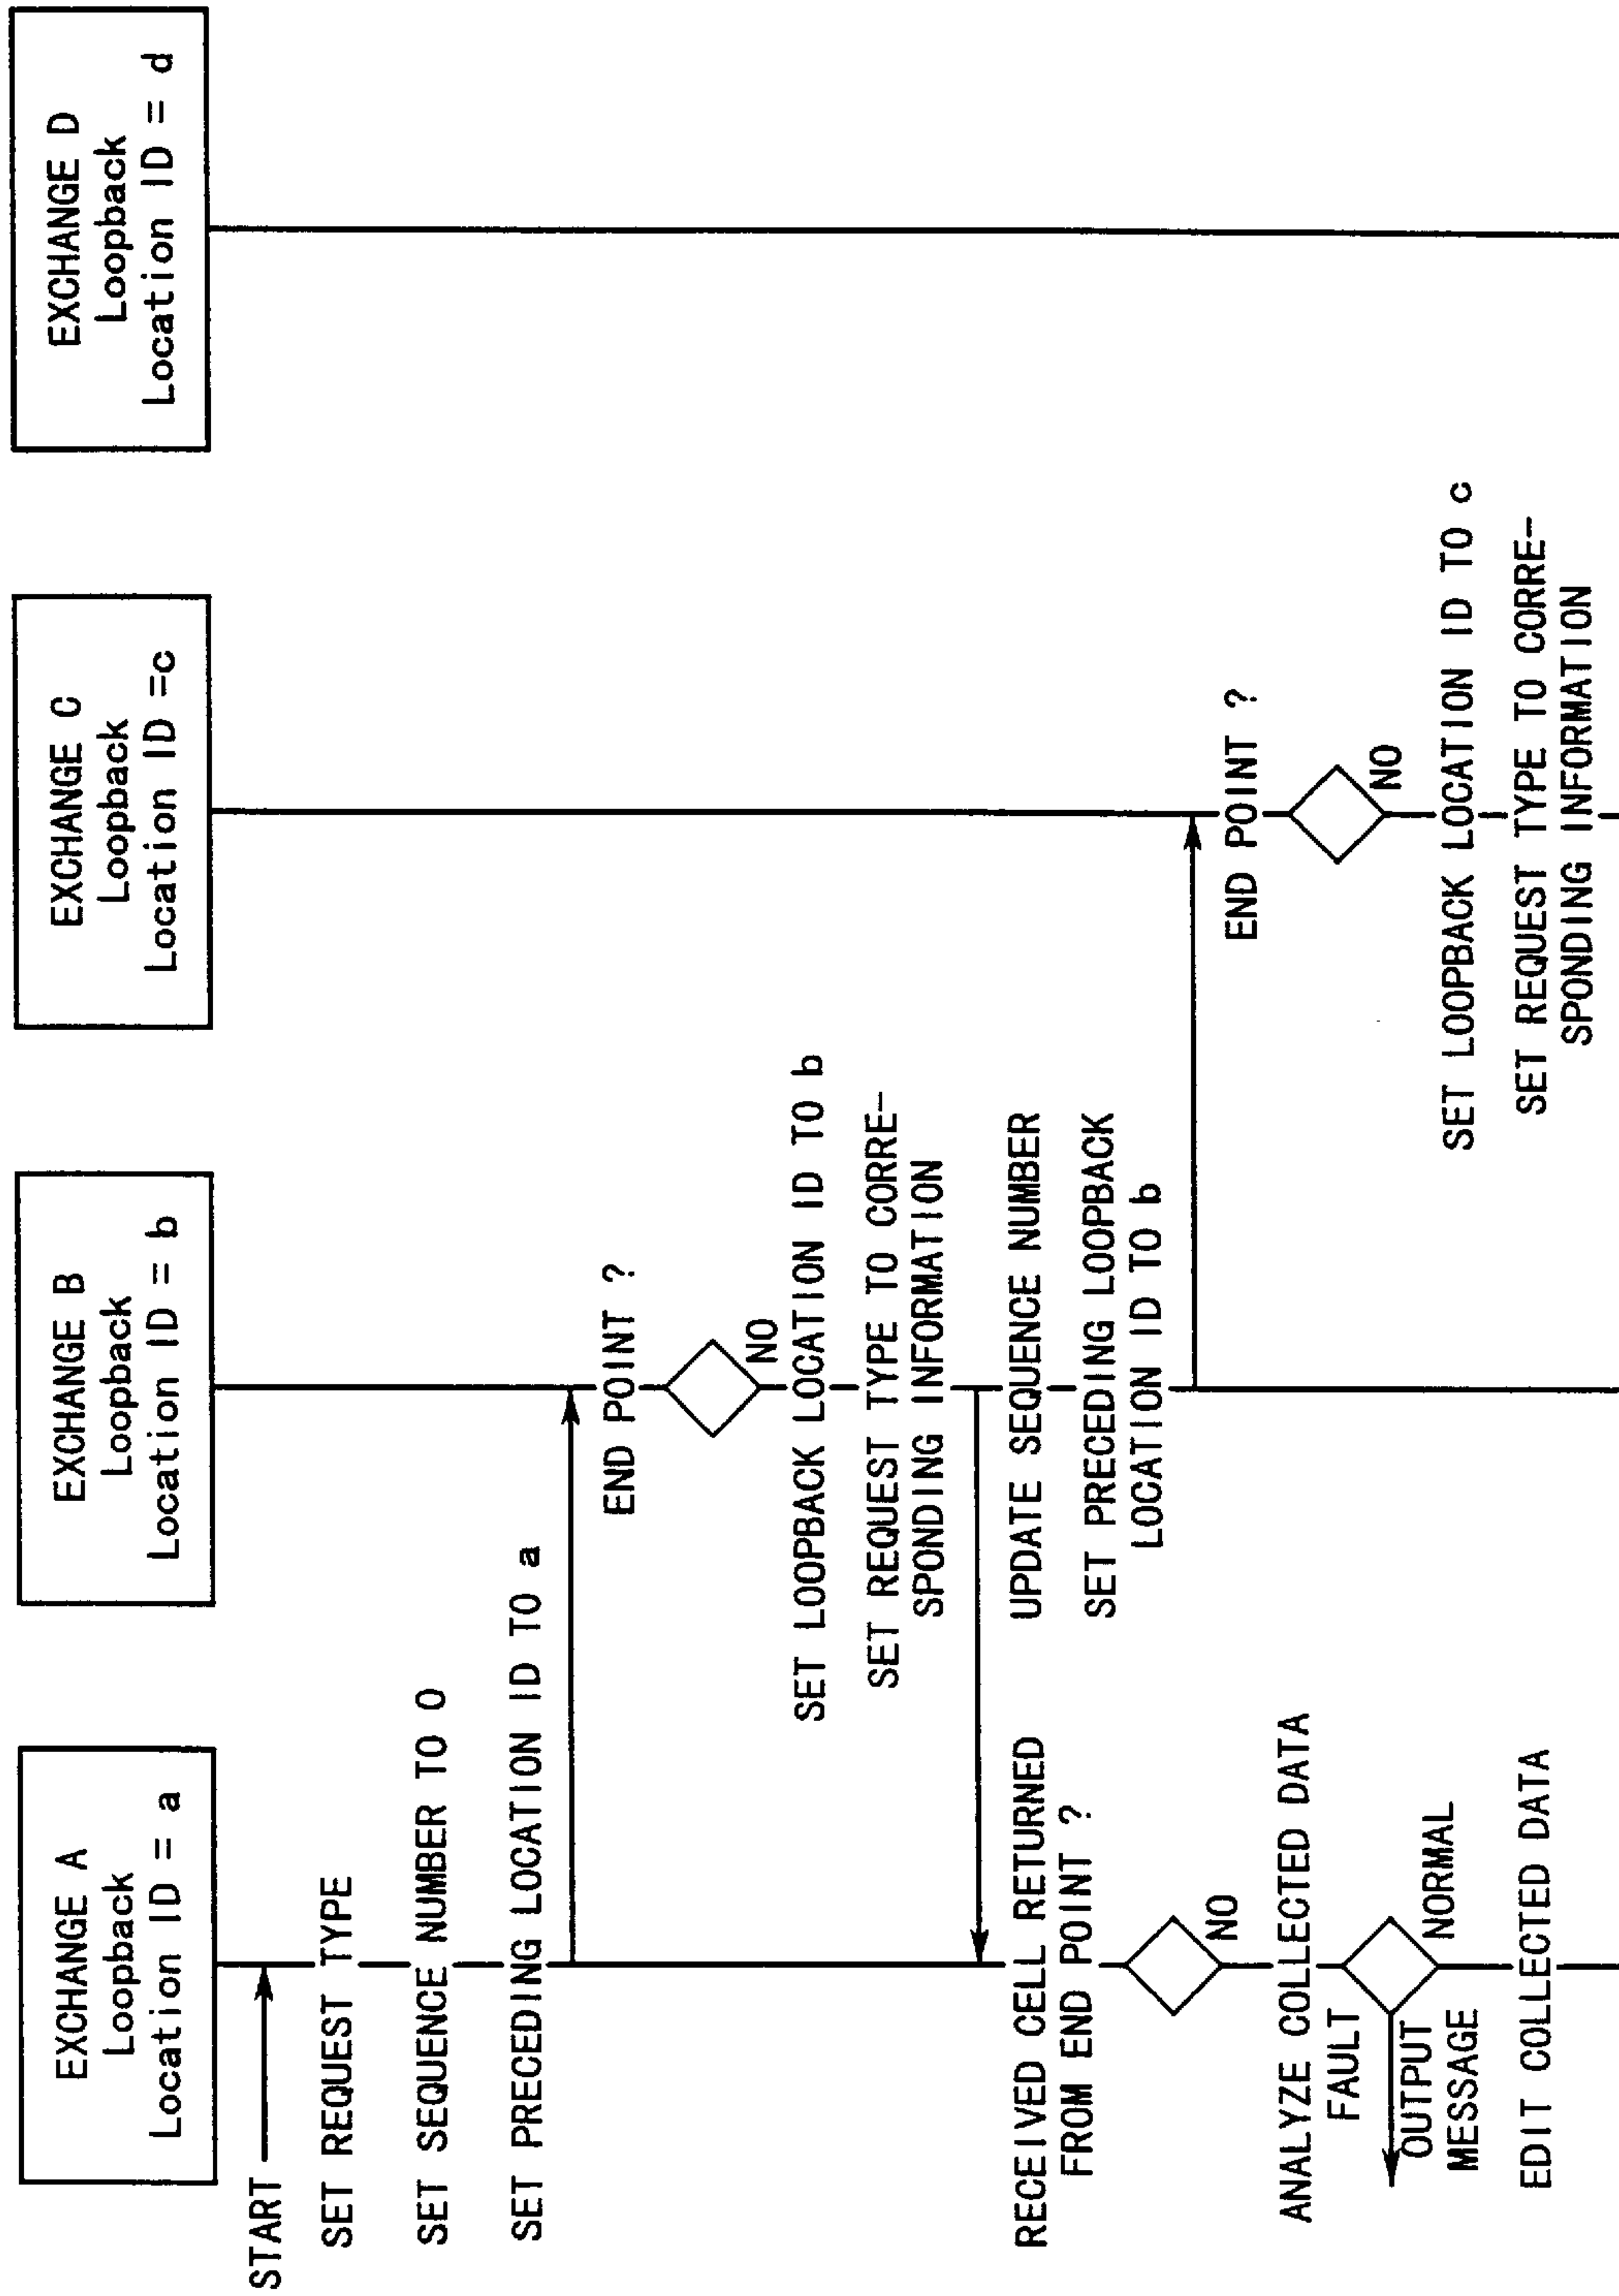 EXCHANGE A
Loopback
Location ID = a
EXCHANGE B
Loopback
Location ID = b
EXCHANGE C
Loopback
Location ID =c
EXCHANGE D
Loopback
Location ID = d
START
SET REQUEST TYPE
SET SEQUENCE NUMBER TO 0
SET PRECEDING LOCATION ID TO a
END POINT ?
NO
SET LOOPBACK LOCATION ID TO b
SET REQUEST TYPE TO CORRE-
SPONDING INFORMATION
RECEIVED CELL RETURNED
FROM END POINT ?
NO
UPDATE SEQUENCE NUMBER
SET PRECEDING LOOPBACK
LOCATION ID TO b
END POINT ?
NO
ANALYZE COLLECTED DATA
FAULT
OUTPUT
MESSAGE
NORMAL
EDIT COLLECTED DATA
SET LOOPBACK LOCATION ID TO c
SET REQUEST TYPE TO CORRE-
SPONDING INFORMATION